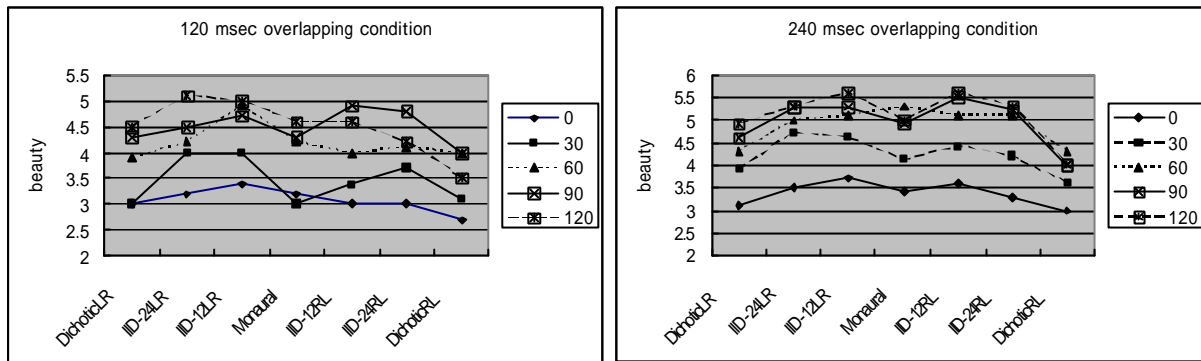 120 msec overlapping condition
5.5
5
4.5
4
3.5
3
2.5
2
beauty
DichoticLR
IID-24LR
IID-12LR
Monaural
IID-12RL
IID-24RL
DichoticRL
0
30
60
90
120
240 msec overlapping condition
6
5.5
5
4.5
4
3.5
3
2.5
2
beauty
DichoticLR
IID-24LR
IID-12LR
Monaural
IID-12RL
IID-24RL
DichoticRL
0
30
60
90
120